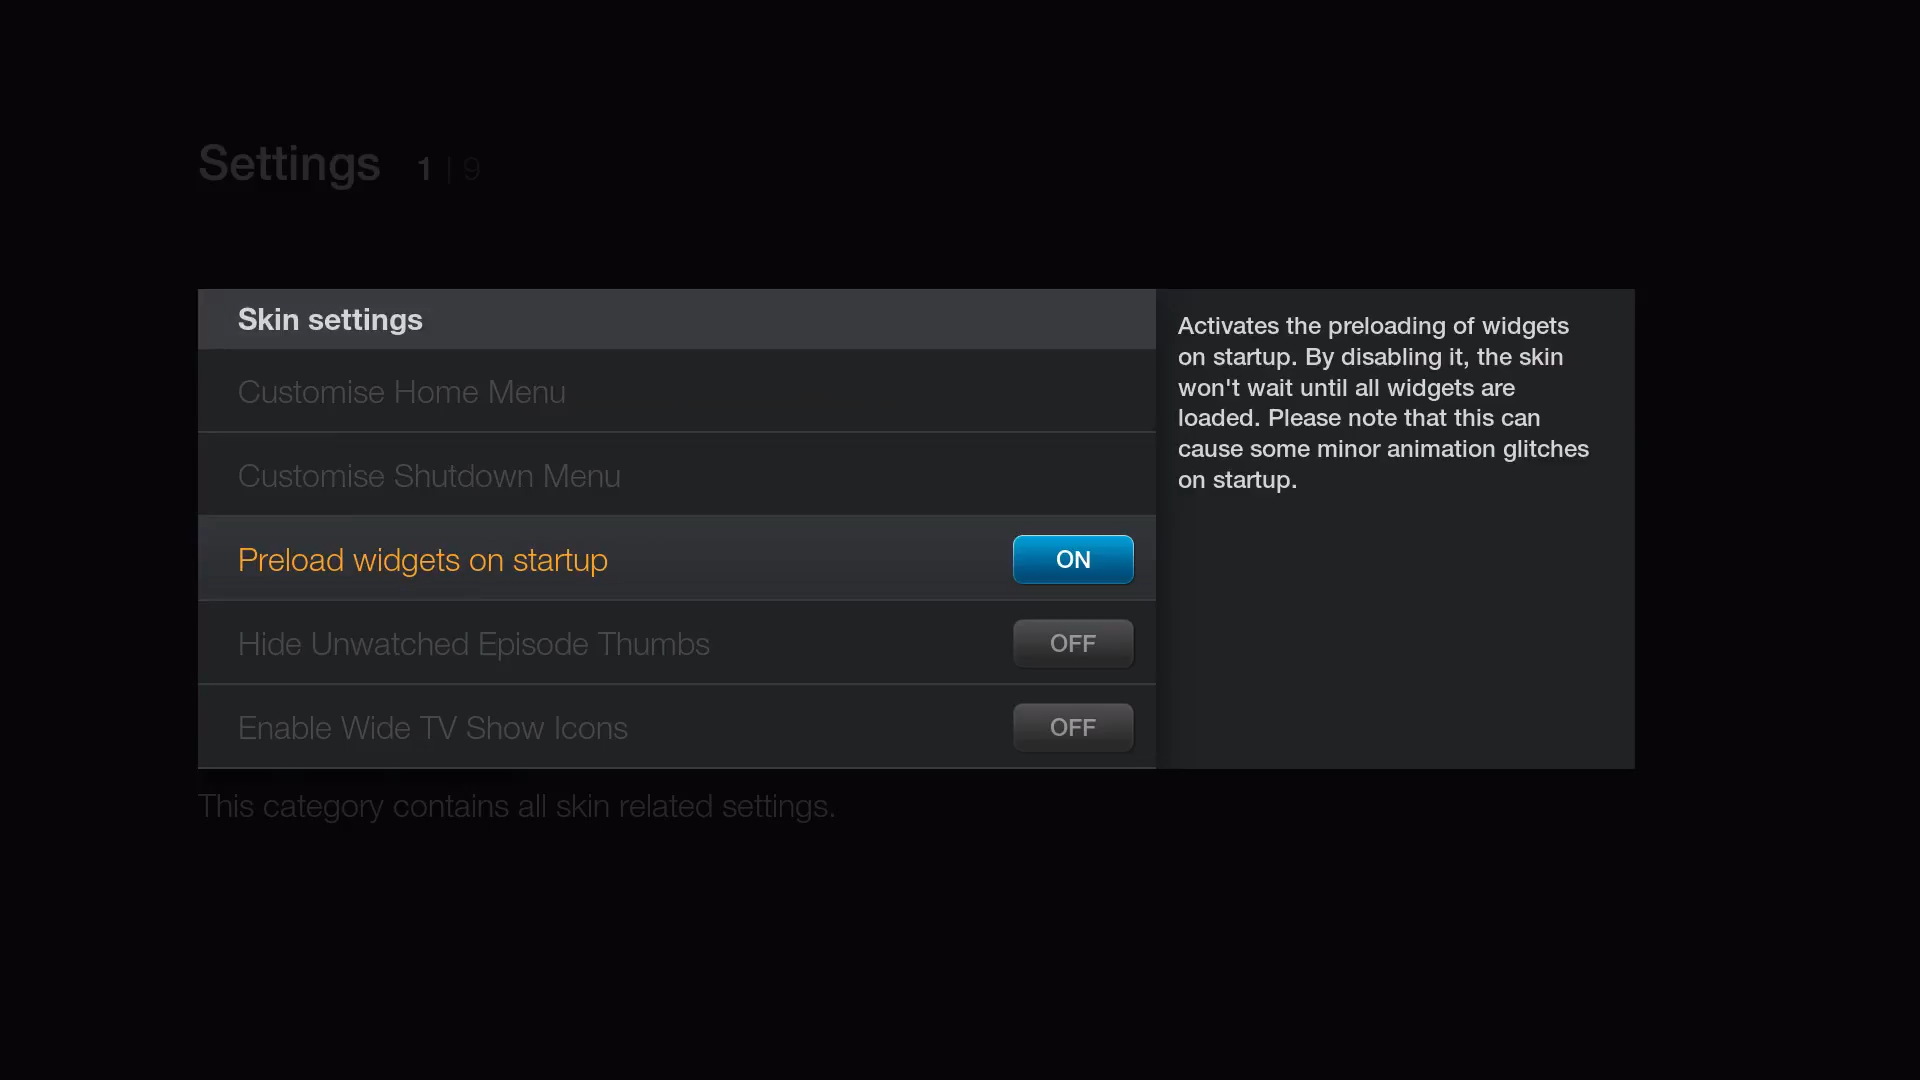 Settings 1 | 9
Skin settings
Customise Home Menu
Customise Shutdown Menu
Preload widgets on startup ON
Hide Unwatched Episode Thumbs OFF
Enable Wide TV Show Icons OFF
Activates the preloading of widgets
on startup. By disabling it, the skin
won't wait until all widgets are
loaded. Please note that this can
cause some minor animation glitches
on startup.
This category contains all skin related settings.